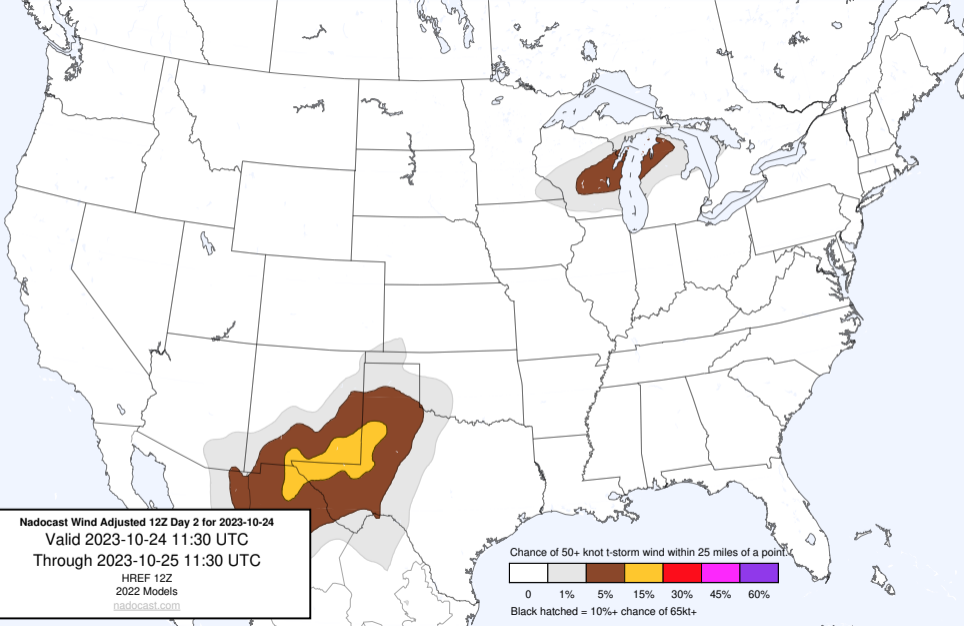 Nadocast Wind Adjusted 12Z Day 2 for 2023-10-24
Valid 2023-10-24 11:30 UTC
Through 2023-10-25 11:30 UTC
HREF 12Z
2022 Models
nadocast.com
Chance of 50+ knot t-storm wind within 25 miles of a point.
0 1% 5% 15% 30% 45% 60%
Black hatched = 10%+ chance of 65kt+